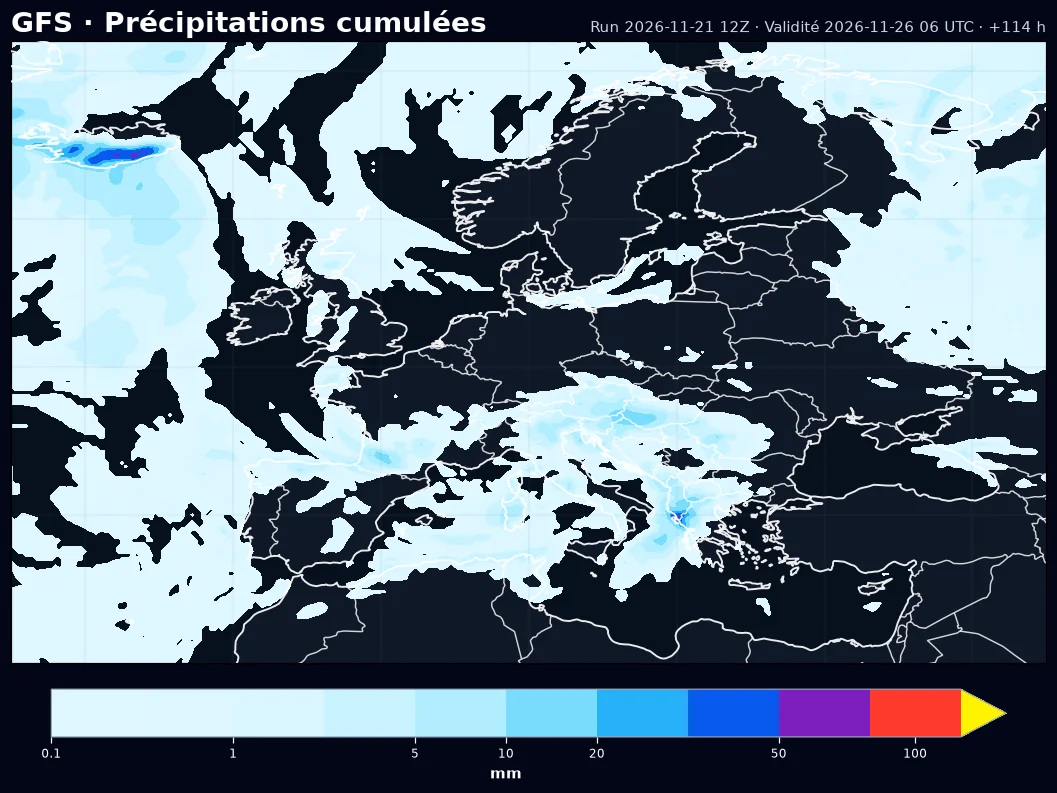 GFS · Précipitations cumulées
Run 2026-11-21 12Z · Validité 2026-11-26 06 UTC · +114 h
0.1 1 5 10 20 50 100
mm